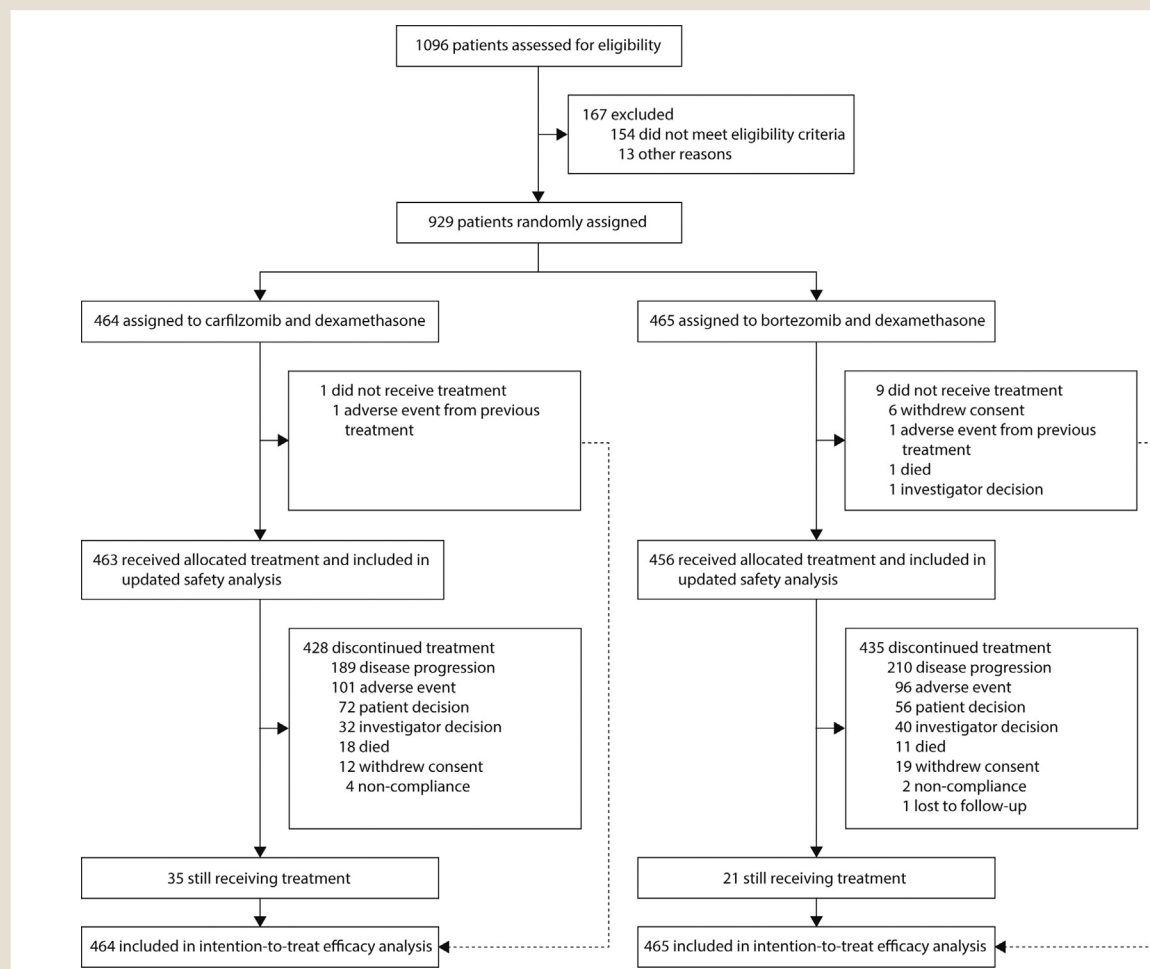 1096 patients assessed for eligibility
167 excluded
154 did not meet eligibility criteria
13 other reasons
929 patients randomly assigned
464 assigned to carfilzomib and dexamethasone
465 assigned to bortezomib and dexamethasone
1 did not receive treatment
1 adverse event from previous
treatment
9 did not receive treatment
6 withdrew consent
1 adverse event from previous
treatment
1 died
1 investigator decision
463 received allocated treatment and included in
updated safety analysis
456 received allocated treatment and included in
updated safety analysis
428 discontinued treatment
189 disease progression
101 adverse event
72 patient decision
32 investigator decision
18 died
12 withdrew consent
4 non-compliance
435 discontinued treatment
210 disease progression
96 adverse event
56 patient decision
40 investigator decision
11 died
19 withdrew consent
2 non-compliance
1 lost to follow-up
35 still receiving treatment
21 still receiving treatment
464 included in intention-to-treat efficacy analysis
465 included in intention-to-treat efficacy analysis